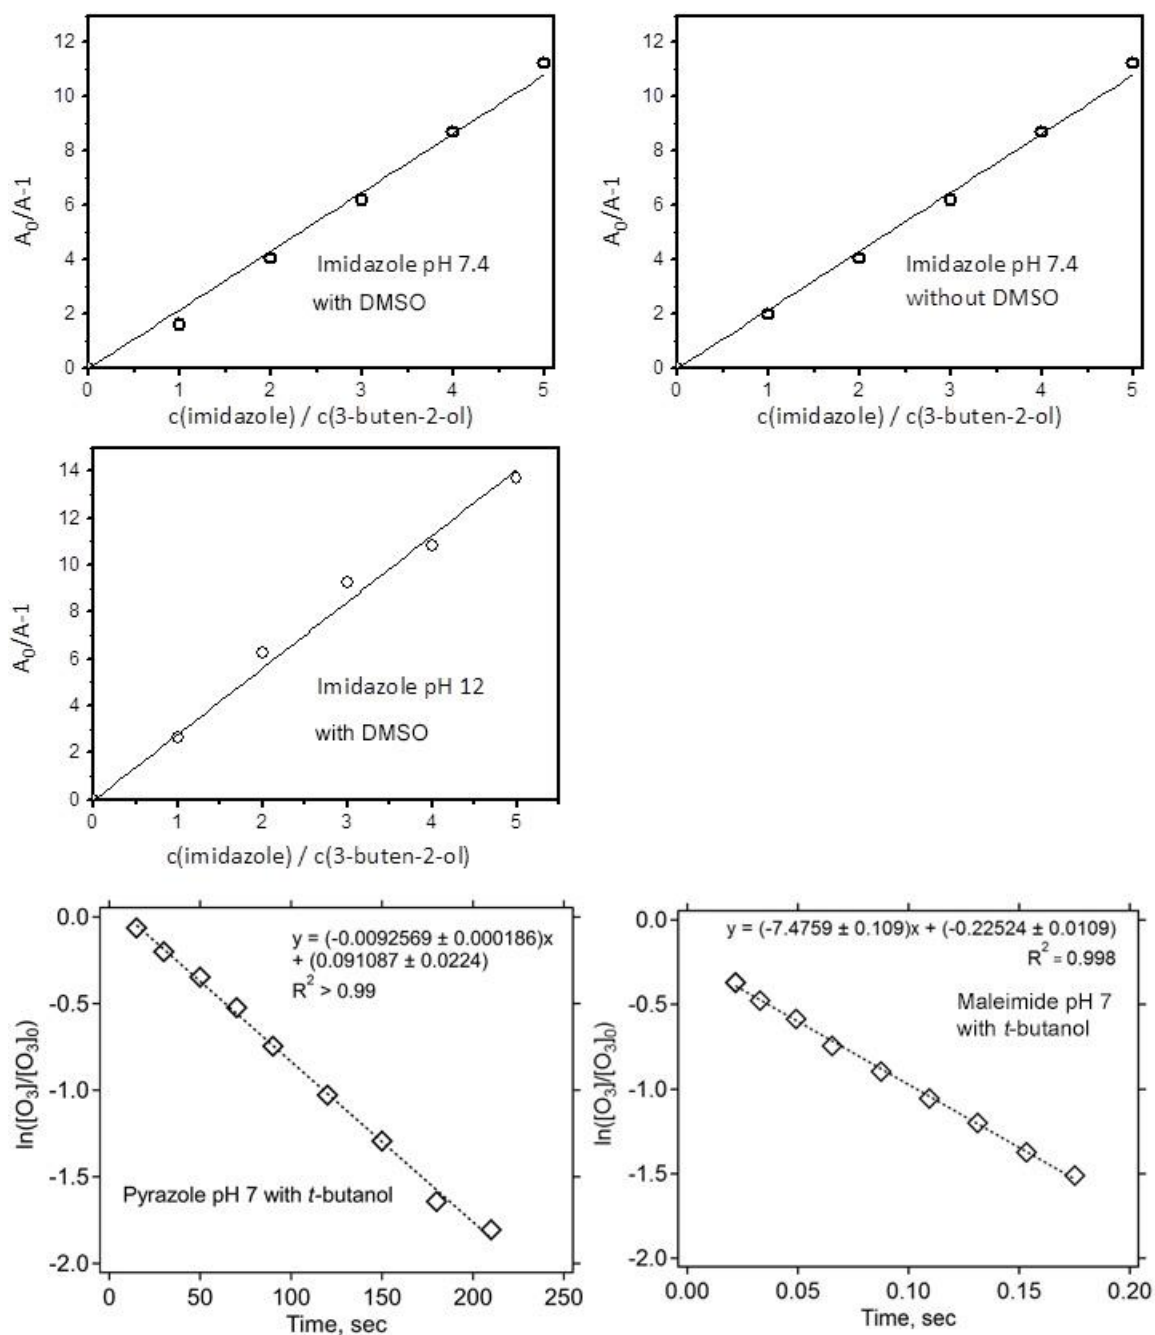 A₀/A-1
12
10
8
6
4
2
0
Imidazole pH 7.4
with DMSO
0 1 2 3 4 5
c(imidazole) / c(3-buten-2-ol)
A₀/A-1
12
10
8
6
4
2
0
Imidazole pH 7.4
without DMSO
0 1 2 3 4 5
c(imidazole) / c(3-buten-2-ol)
A₀/A-1
14
12
10
8
6
4
2
0
Imidazole pH 12
with DMSO
0 1 2 3 4 5
c(imidazole) / c(3-buten-2-ol)
ln([O₃]/[O₃]₀)
0.0
-0.5
-1.0
-1.5
-2.0
y = (-0.0092569 ± 0.000186)x
+ (0.091087 ± 0.0224)
R² > 0.99
Pyrazole pH 7 with t-butanol
0 50 100 150 200 250
Time, sec
ln([O₃]/[O₃]₀)
0.0
-0.5
-1.0
-1.5
-2.0
y = (-7.4759 ± 0.109)x + (-0.22524 ± 0.0109)
R² = 0.998
Maleimide pH 7
with t-butanol
0.00 0.05 0.10 0.15 0.20
Time, sec